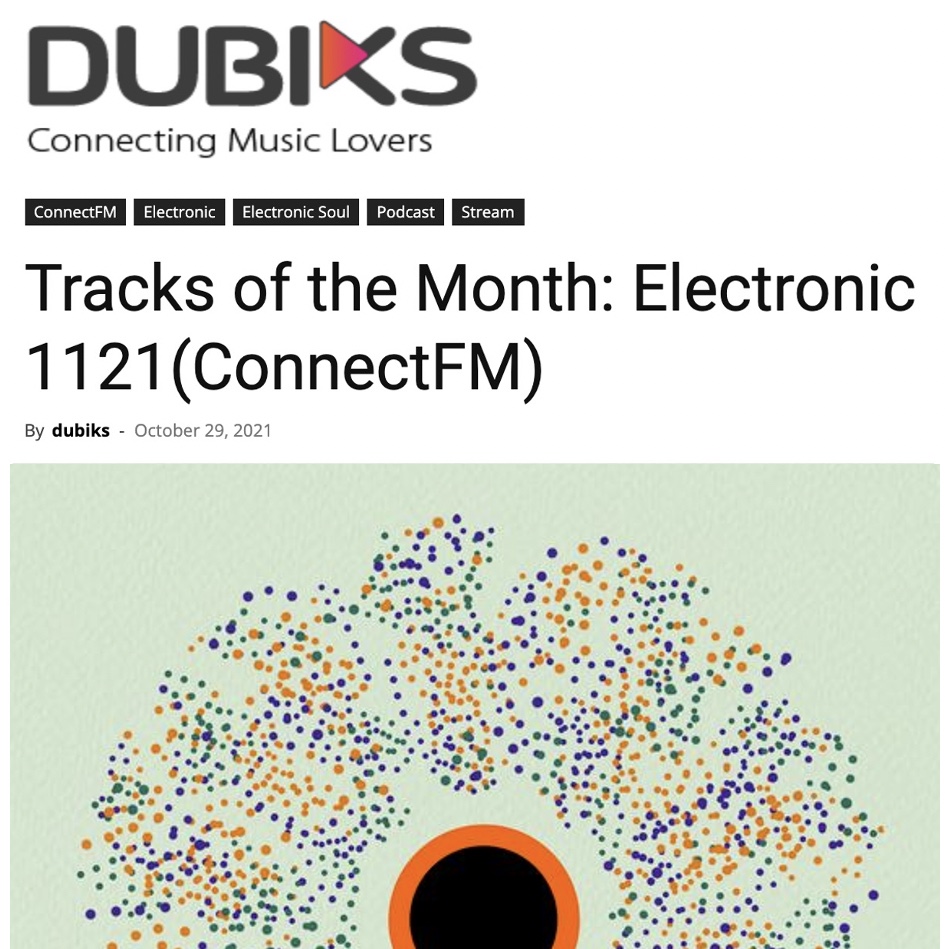 DUBIKS
Connecting Music Lovers
ConnectFM Electronic Electronic Soul Podcast Stream
Tracks of the Month: Electronic
1121(ConnectFM)
By dubiks - October 29, 2021